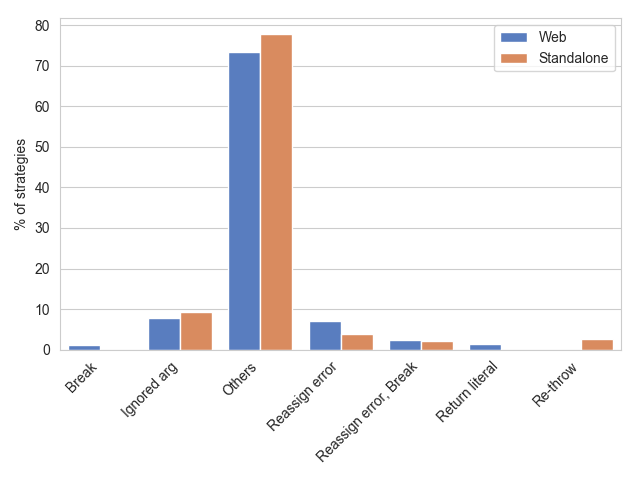 80
70
60
50
40
30
20
10
0
% of strategies
Web
Standalone
Break
Ignored arg
Others
Reassign error
Reassign error, Break
Return literal
Re-throw